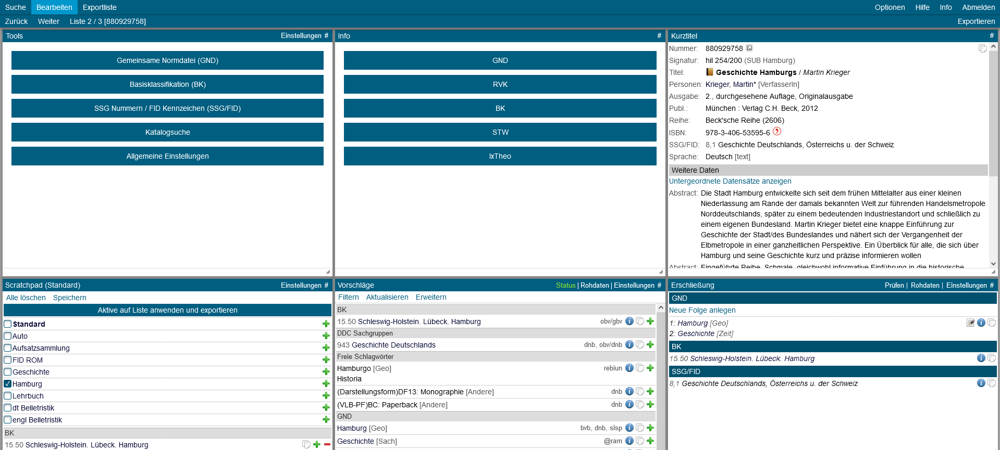 Suche Bearbeiten Exportliste Optionen Hilfe Info Abmelden
Zurück Weiter Liste 2 / 3 [880929758] Exportieren
Tools Einstellungen #
Gemeinsame Normdatei (GND)
Basisklassifikation (BK)
SSG Nummern / FID Kennzeichen (SSG/FID)
Katalogsuche
Allgemeine Einstellungen
Info #
GND
RVK
BK
STW
IxTheo
Kurztitel #
Nummer: 880929758
Signatur: hil 254/200 (SUB Hamburg)
Titel: Geschichte Hamburgs / Martin Krieger
Personen: Krieger, Martin* [VerfasserIn]
Ausgabe: 2., durchgesehene Auflage, Originalausgabe
Publ.: München : Verlag C.H. Beck, 2012
Reihe: Beck'sche Reihe (2606)
ISBN: 978-3-406-53595-6
SSG/FID: 8,1 Geschichte Deutschlands, Österreichs u. der Schweiz
Sprache: Deutsch [text]
Weitere Daten
Untergeordnete Datensätze anzeigen
Abstract: Die Stadt Hamburg entwickelte sich seit dem frühen Mittelalter aus einer kleinen
Niederlassung am Rande der damals bekannten Welt zur führenden Handelsmetropole
Norddeutschlands, später zu einem bedeutenden Industriestandort und schließlich zu
einem eigenen Bundesland. Martin Krieger bietet eine knappe Einführung zur
Geschichte der Stadt/des Bundeslandes und nähert sich der Vergangenheit der
Elbmetropole in einer ganzheitlichen Perspektive. Ein Überblick für alle, die sich über
Hamburg und seine Geschichte kurz und präzise informieren wollen
Abstract: Eingeführte Reihe. Schmale, gleichwohl informative Einführung in die historische
Scratchpad (Standard) Einstellungen #
Alle löschen Speichern
Aktive auf Liste anwenden und exportieren
Standard
Auto
Aufsatzsammlung
FID ROM
Geschichte
Hamburg
Lehrbuch
dt Belletristik
engl Belletristik
BK
15.50 Schleswig-Holstein. Lübeck. Hamburg
Vorschläge Status | Rohdaten | Einstellungen #
Filtern Aktualisieren Erweitern
BK
15.50 Schleswig-Holstein. Lübeck. Hamburg obv/gbv
DDC Sachgruppen
943 Geschichte Deutschlands dnb, obv/dnb
Freie Schlagwörter
Hamburgo [Geo] rebiun
Historia
(Darstellungsform)DF13: Monographie [Andere] dnb
(VLB-PF)BC: Paperback [Andere] dnb
GND
Hamburg [Geo] bvb, dnb, slsp
Geschichte [Sach] @ram
Erschließung Prüfen | Rohdaten | Einstellungen #
GND
Neue Folge anlegen
1: Hamburg [Geo]
2: Geschichte [Zeit]
BK
15.50 Schleswig-Holstein. Lübeck. Hamburg
SSG/FID
8,1 Geschichte Deutschlands, Österreichs u. der Schweiz